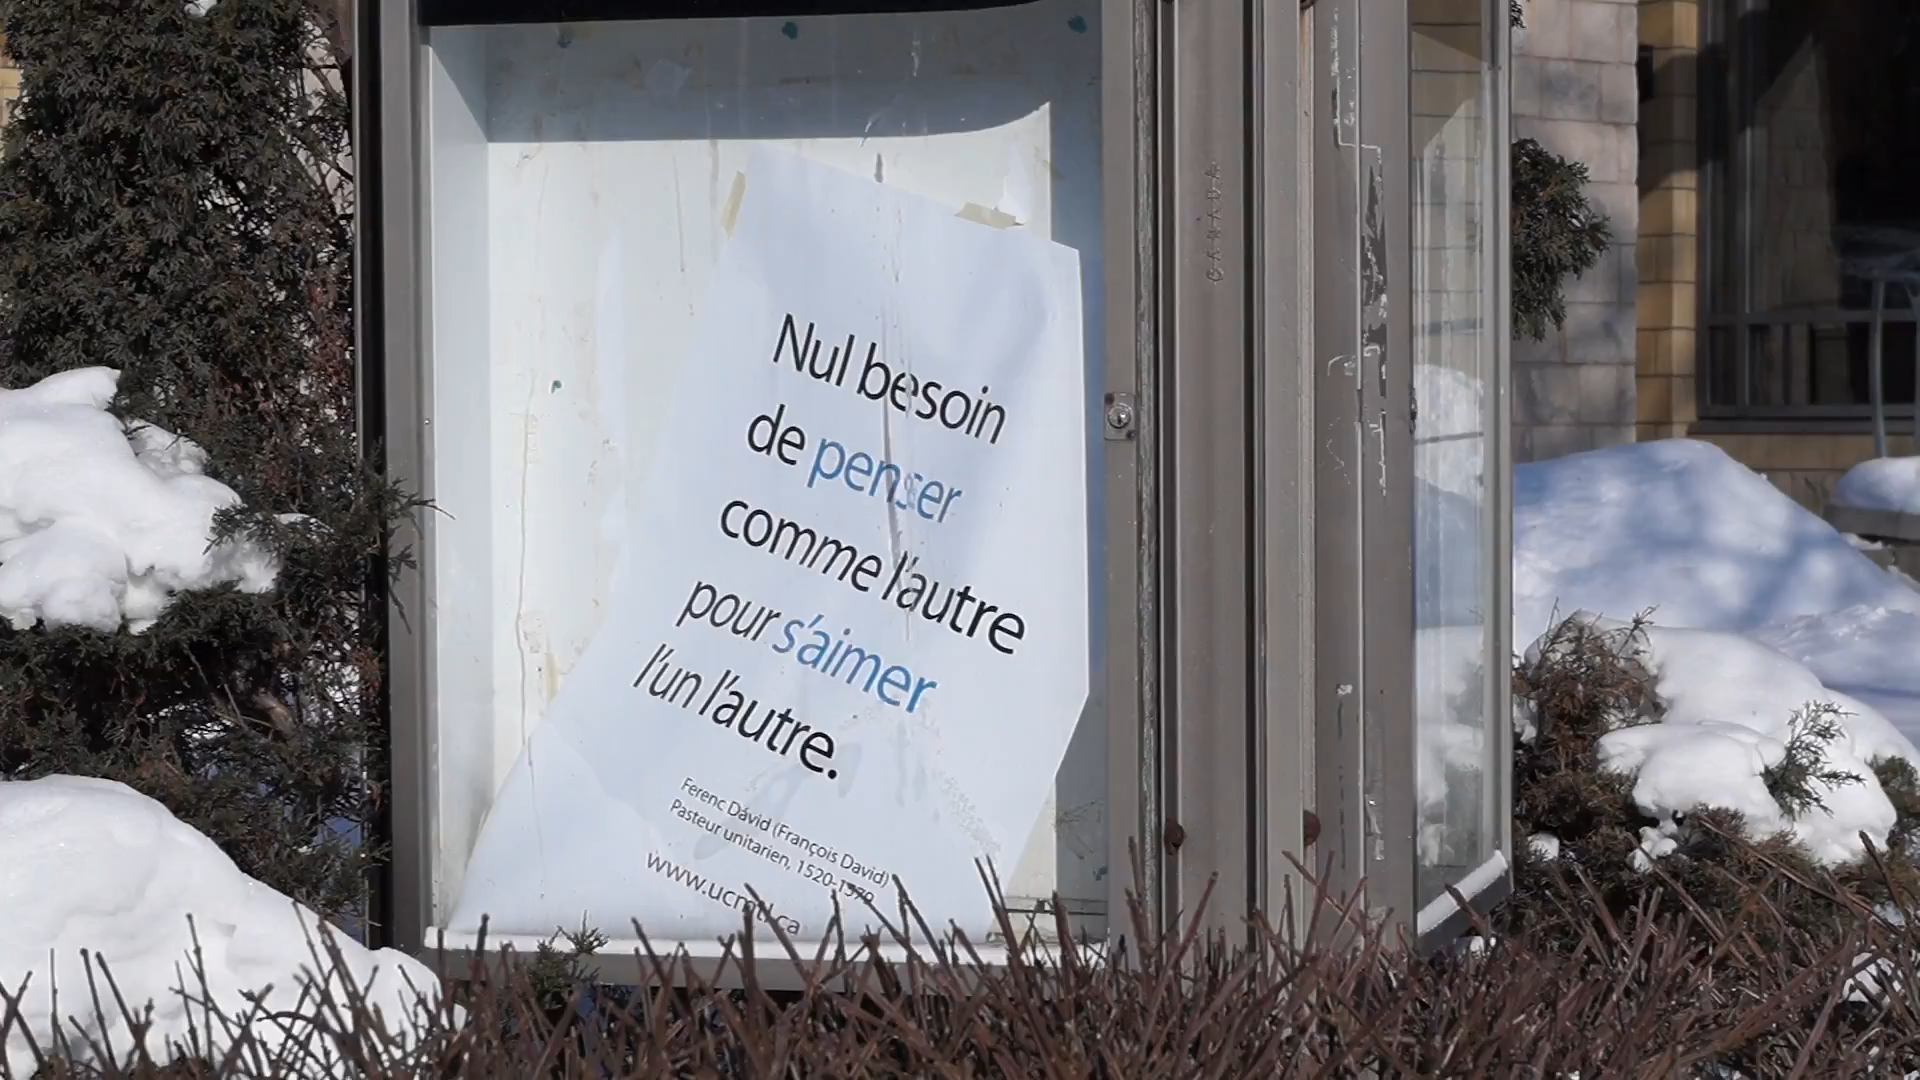 Nul besoin
de penser
comme l'autre
pour s'aimer
l'un l'autre.
Ferenc Dávid (François David)
Pasteur unitarien, 1520-1579
www.ucmtl.ca
CANADA